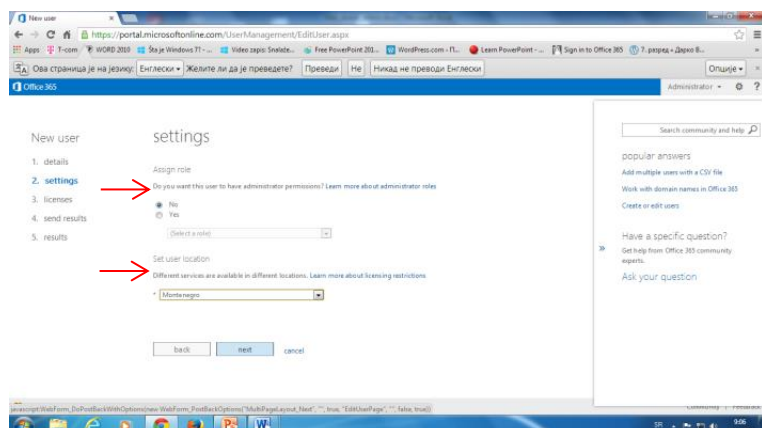 New user
https://portal.microsoftonline.com/UserManagement/EditUser.aspx
Apps T-com WORD 2010 Šta je Windows 7? - ... Video zapis: Snalaže... Free PowerPoint 201... WordPress.com › П... Learn PowerPoint - ... Sign in to Office 365 7. разред « Дарко В...
Ова страница је на језику: Енглески Желите ли да је преведете? Преведи Не Никад не преводи Енглески Опције
Office 365 Administrator ?
New user
1. details
2. settings
3. licenses
4. send results
5. results
settings
Assign role
Do you want this user to have administrator permissions? Learn more about administrator roles
No
Yes
(Select a role)
Set user location
Different services are available in different locations. Learn more about licensing restrictions
* Montenegro
back next cancel
Search community and help
popular answers
Add multiple users with a CSV file
Work with domain names in Office 365
Create or edit users
Have a specific question?
Get help from Office 365 community
experts.
Ask your question
Community | Feedback
javascript:WebForm_DoPostBackWithOptions(new WebForm_PostBackOptions("MultiPageLayout_Next", "", true, "EditUserPage", "", false, true))
SR 9:06